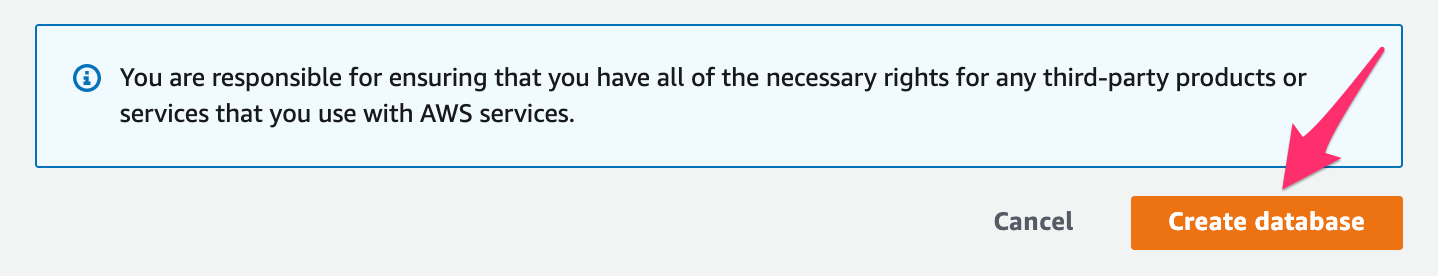 You are responsible for ensuring that you have all of the necessary rights for any third-party products or
services that you use with AWS services.
Cancel
Create database